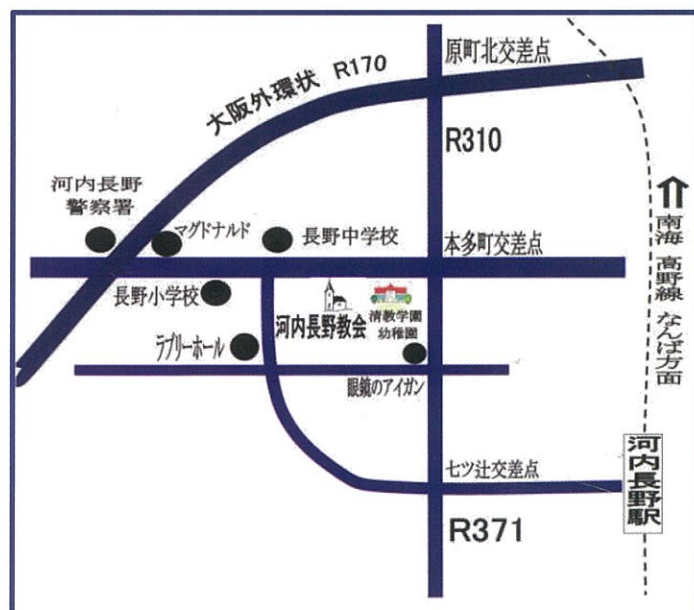 原町北交差点
大阪外環状 R170
R310
河内長野
警察署
マグドナルド
長野中学校
本多町交差点
南海 高野線 なんば方面
長野小学校
河内長野教会
清教学園
幼稚園
ラブリーホール
眼鏡のアイガン
七ツ辻交差点
河内長野駅
R371